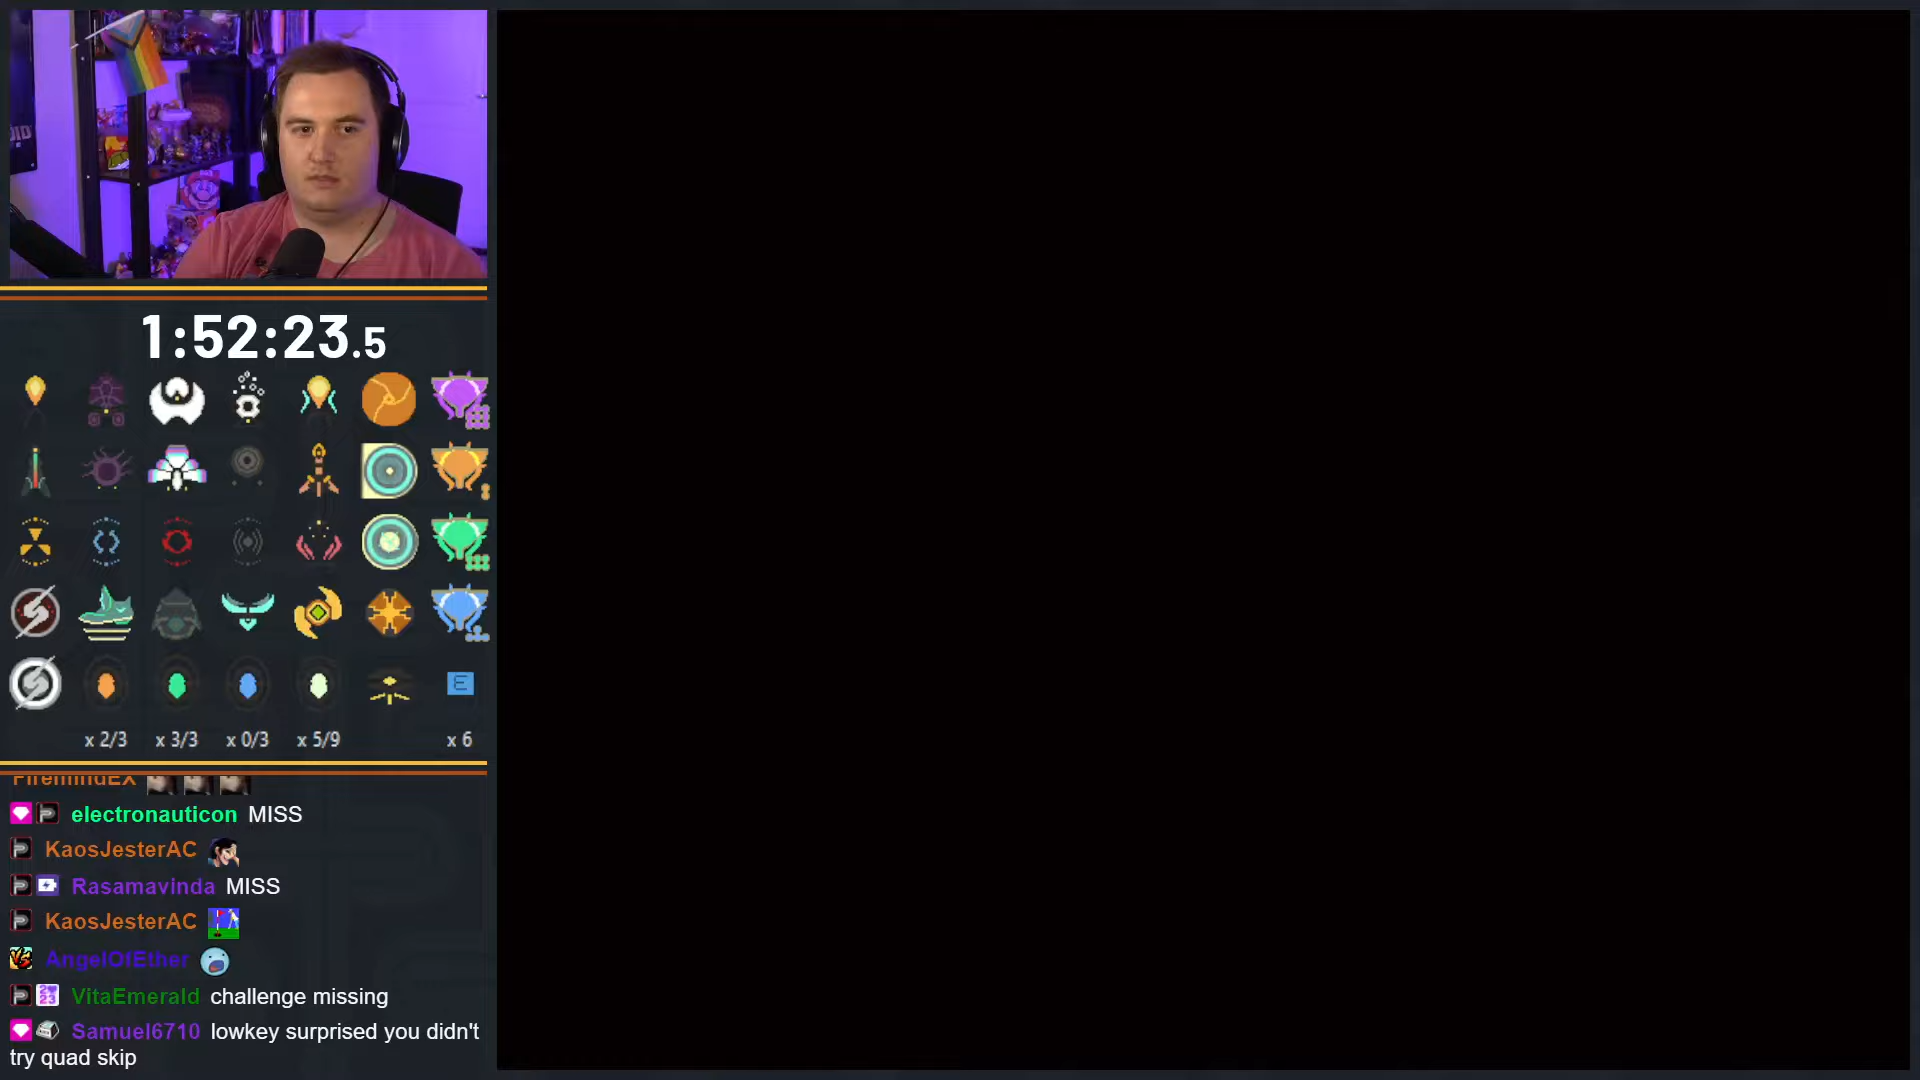 1:52:23.5
E
x 2/3 x 3/3 x 0/3 x 5/9 x 6
FiremindEX
electronauticon MISS
KaosJesterAC
Rasamavinda MISS
KaosJesterAC
AngelOfEther
VitaEmerald challenge missing
Samuel6710 lowkey surprised you didn't
try quad skip